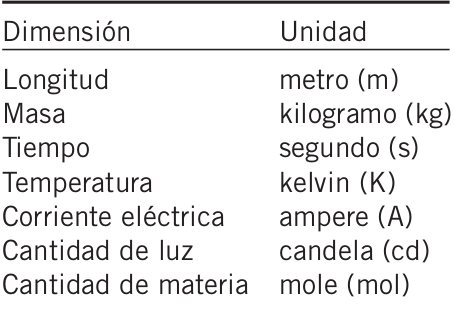 Dimensión Unidad
Longitud metro (m)
Masa kilogramo (kg)
Tiempo segundo (s)
Temperatura kelvin (K)
Corriente eléctrica ampere (A)
Cantidad de luz candela (cd)
Cantidad de materia mole (mol)